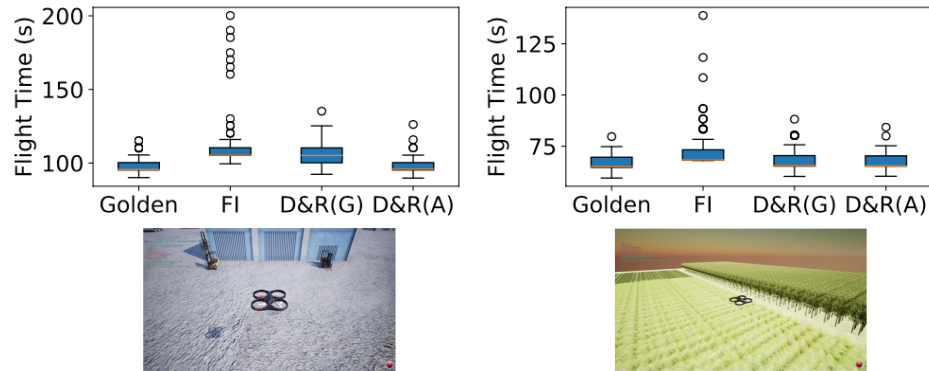 Flight Time (s)
200
150
100
Golden
FI
D&R(G)
D&R(A)
Flight Time (s)
125
100
75
Golden
FI
D&R(G)
D&R(A)